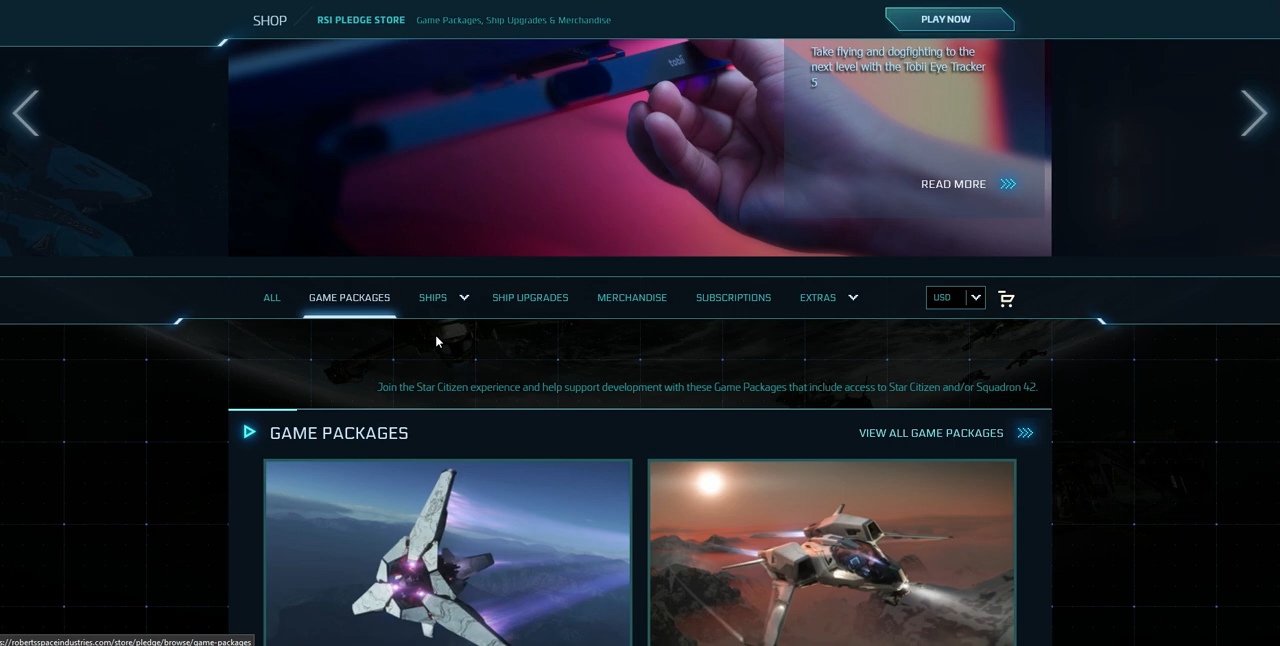 SHOP
RSI PLEDGE STORE
Game Packages, Ship Upgrades & Merchandise
PLAY NOW
tobii
Take flying and dogfighting to the
next level with the Tobii Eye Tracker
5
READ MORE
ALL
GAME PACKAGES
SHIPS
SHIP UPGRADES
MERCHANDISE
SUBSCRIPTIONS
EXTRAS
USD
Join the Star Citizen experience and help support development with these Game Packages that include access to Star Citizen and/or Squadron 42.
GAME PACKAGES
VIEW ALL GAME PACKAGES
s://robertsspaceindustries.com/store/pledge/browse/game-packages